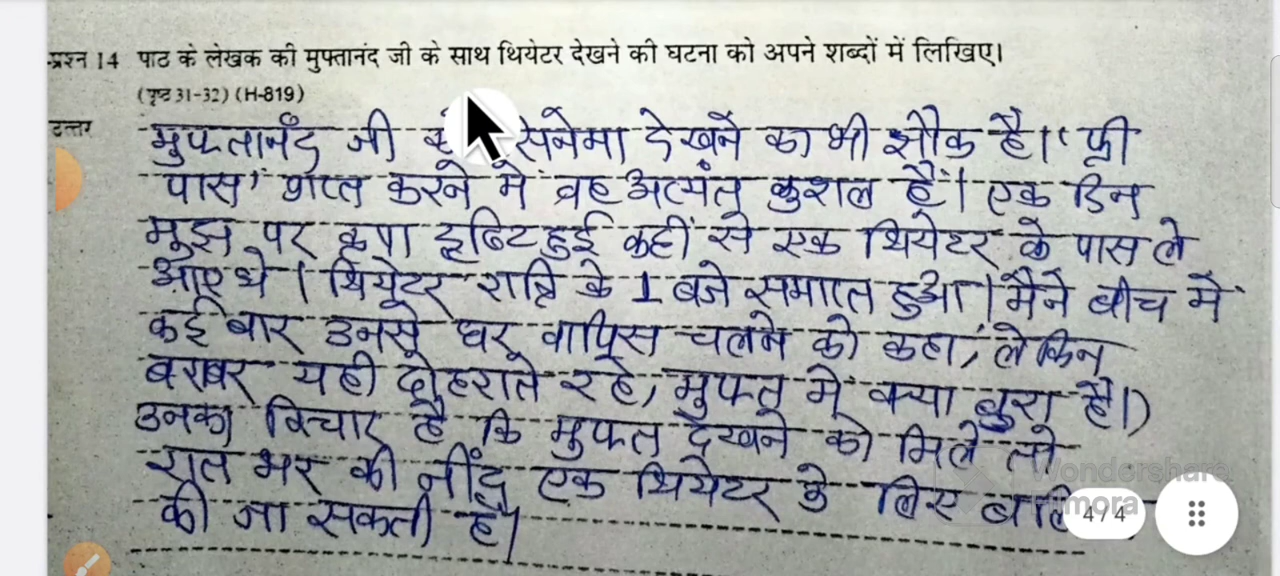 प्रश्न 14 पाठ के लेखक की मुफ्तानंद जी के साथ थियेटर देखने की घटना को अपने शब्दों में लिखिए।
(पृष्ठ 31-32) (H-819)
उत्तर
मुफतानंद जी सिनेमा देखने का भी शौक है। "फ्री
पास' प्राप्त करने में वह अत्यंत कुशल हैं। एक दिन
मुझ पर कृपा दृष्टि हुई कहीं से एक थियेटर के पास ले
आए थे। थियेटर रात्रि के 1 बजे समाप्त हुआ। मैंने बीच में
कई बार उनसे घर वापिस चलने को कहा, लेकिन
बराबर यही दोहराते रहे, मुफ्त में क्या बुरा है।)
उनका विचार है कि मुफत देखने को मिले तो
रात भर की नींद एक थियेटर के लिए
की जा सकती है।
Wondershare
Filmora
4 / 4